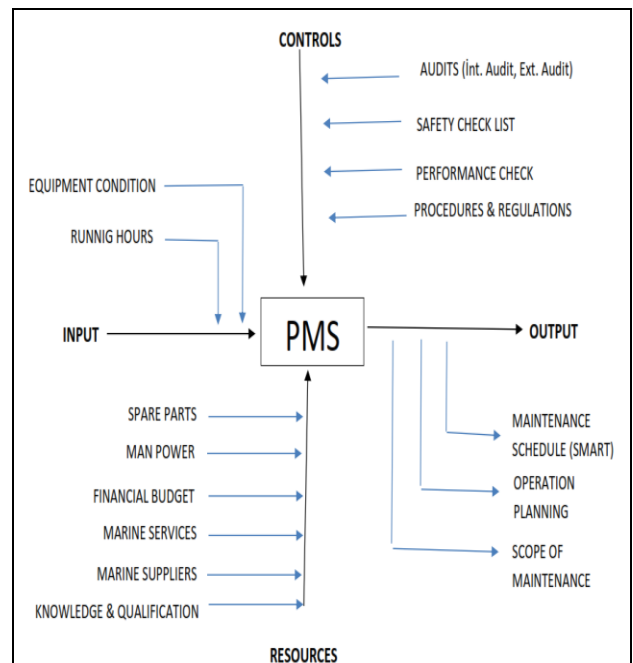 CONTROLS
AUDITS (İnt. Audit, Ext. Audit)
SAFETY CHECK LIST
PERFORMANCE CHECK
PROCEDURES & REGULATIONS
EQUIPMENT CONDITION
RUNNIG HOURS
INPUT
PMS
OUTPUT
SPARE PARTS
MAN POWER
FINANCIAL BUDGET
MARINE SERVICES
MARINE SUPPLIERS
KNOWLEDGE & QUALIFICATION
MAINTENANCE
SCHEDULE (SMART)
OPERATION
PLANNING
SCOPE OF
MAINTENANCE
RESOURCES